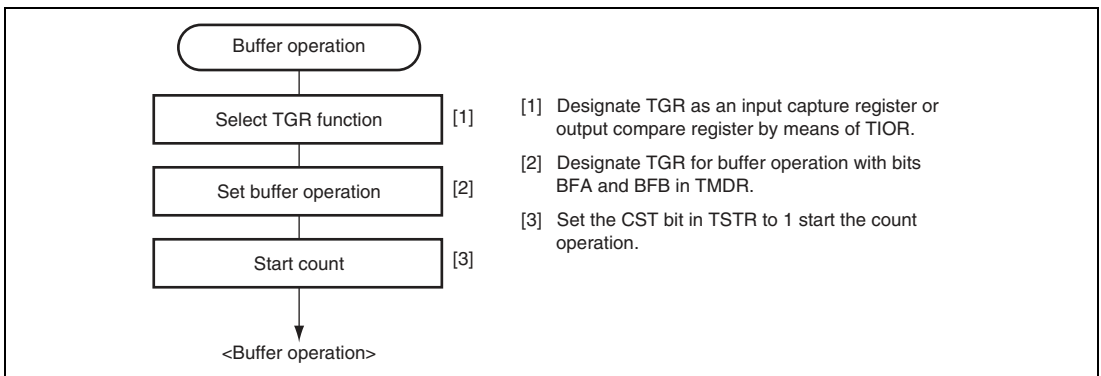 Buffer operation
Select TGR function
[1]
Set buffer operation
[2]
Start count
[3]
<Buffer operation>
[1] Designate TGR as an input capture register or
output compare register by means of TIOR.
[2] Designate TGR for buffer operation with bits
BFA and BFB in TMDR.
[3] Set the CST bit in TSTR to 1 start the count
operation.